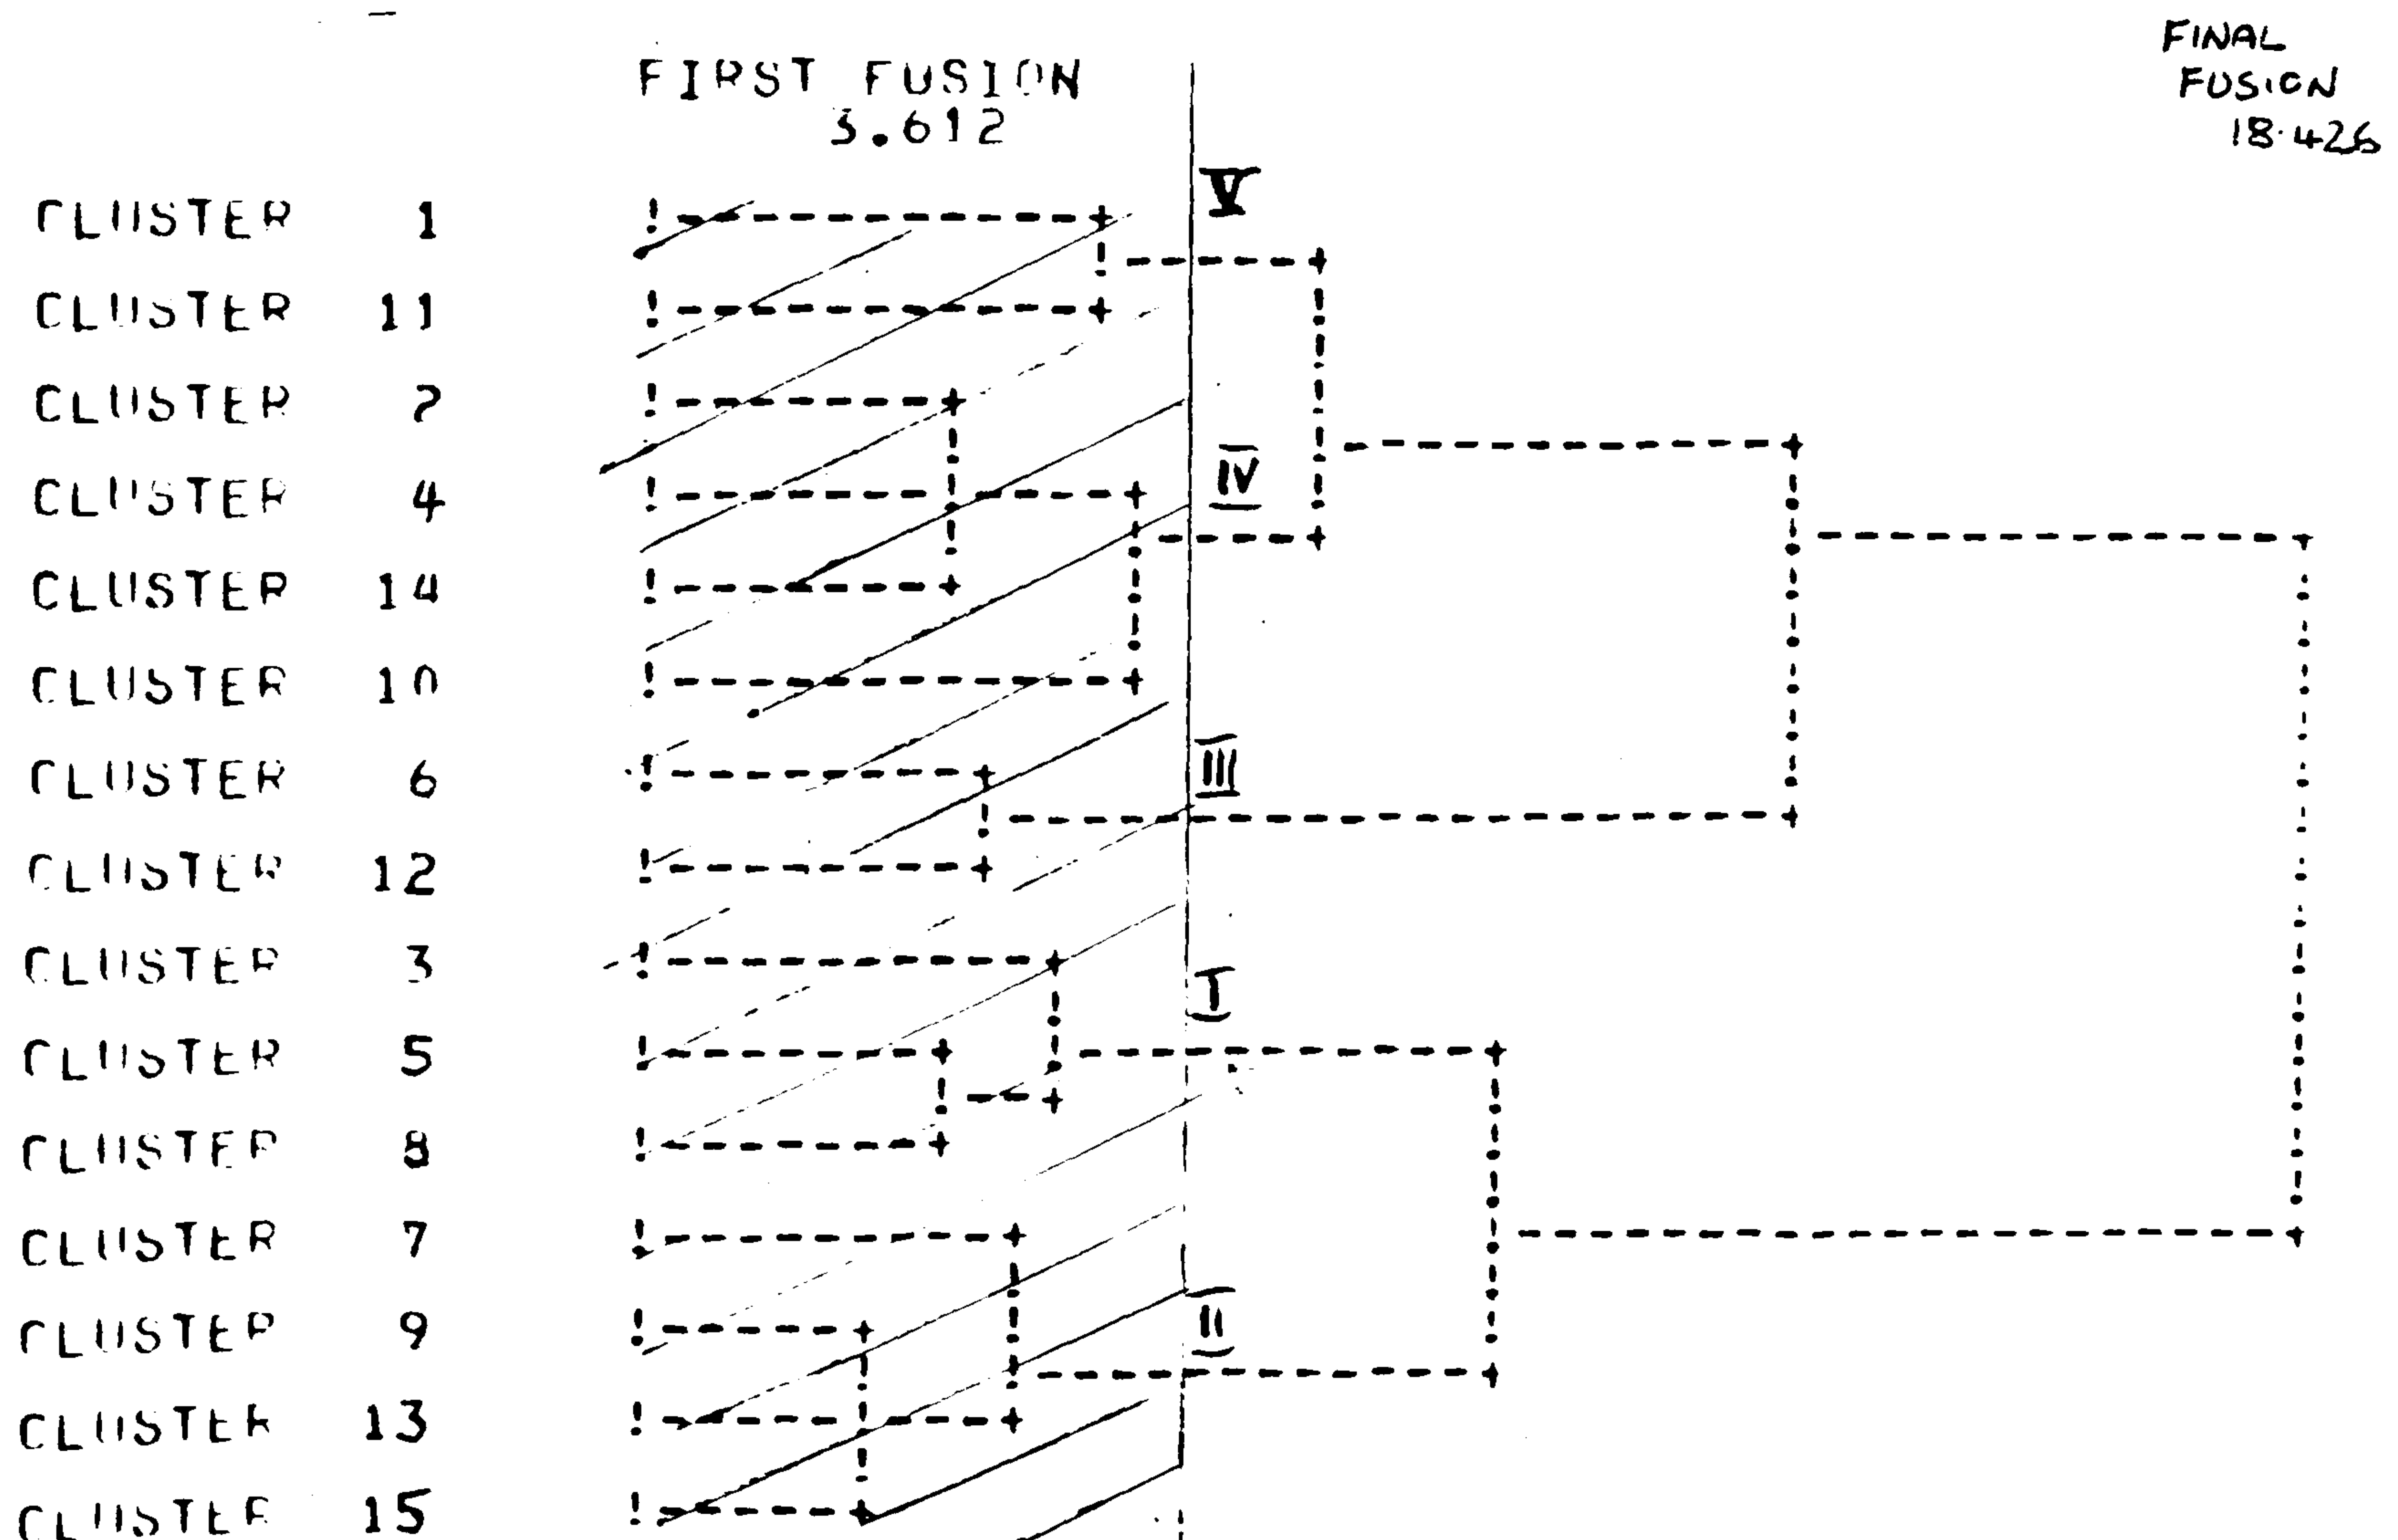 FINAL
FUSION
18.426
FIRST FUSION
3.612
V
CLUSTER 1
CLUSTER 11
CLUSTER 2
IV
CLUSTER 4
CLUSTER 14
CLUSTER 10
III
CLUSTER 6
CLUSTER 12
CLUSTER 3
I
CLUSTER 5
CLUSTER 8
CLUSTER 7
II
CLUSTER 9
CLUSTER 13
CLUSTER 15